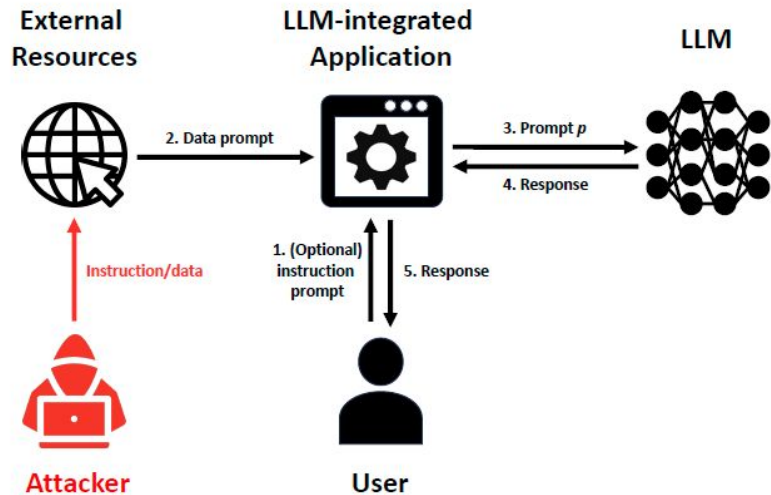 External
Resources
LLM-integrated
Application
LLM
2. Data prompt
3. Prompt p
4. Response
Instruction/data
1. (Optional)
instruction
prompt
5. Response
Attacker
User